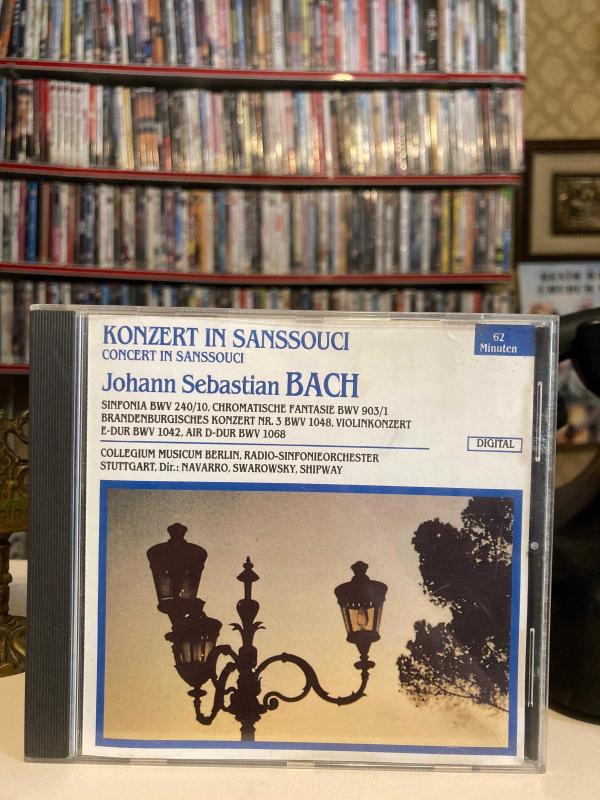 KONZERT IN SANSSOUCI
CONCERT IN SANSSOUCI
62
Minuten
Johann Sebastian BACH
SINFONIA BWV 240/10, CHROMATISCHE FANTASIE BWV 903/1
BRANDENBURGISCHES KONZERT NR. 3 BWV 1048, VIOLINKONZERT
E-DUR BWV 1042, AIR D-DUR BWV 1068
DIGITAL
COLLEGIUM MUSICUM BERLIN, RADIO-SINFONIEORCHESTER
STUTTGART, Dir.: NAVARRO, SWAROWSKY, SHIPWAY